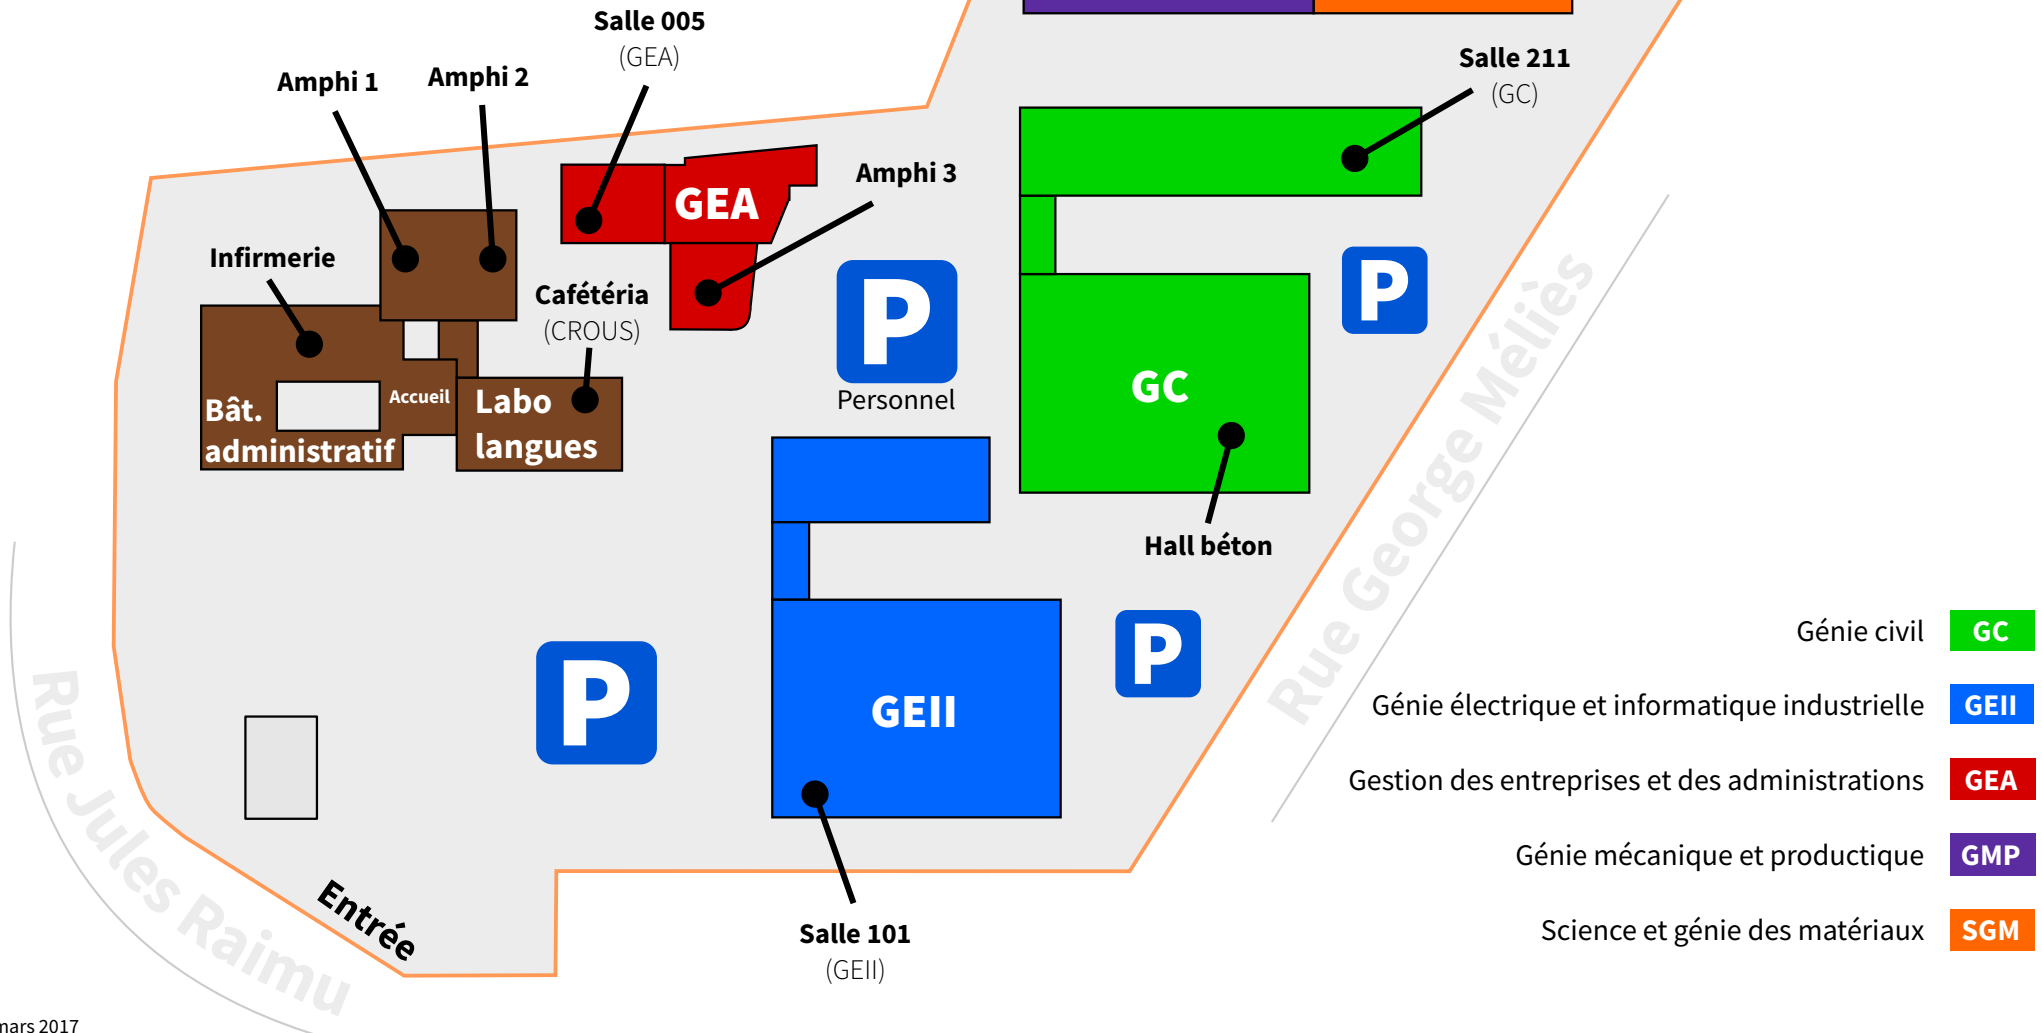 Salle 005
(GEA)
Amphi 1
Amphi 2
Salle 211
(GC)
Amphi 3
GEA
Infirmerie
Cafétéria
(CROUS)
P
P
Personnel
GC
Accueil
Bât.
administratif
Labo
langues
Hall béton
Rue George Méliès
P
P
GEII
Génie civil GC
Génie électrique et informatique industrielle GEII
Gestion des entreprises et des administrations GEA
Génie mécanique et productique GMP
Science et génie des matériaux SGM
Rue Jules Raimu
Entrée
Salle 101
(GEII)
mars 2017